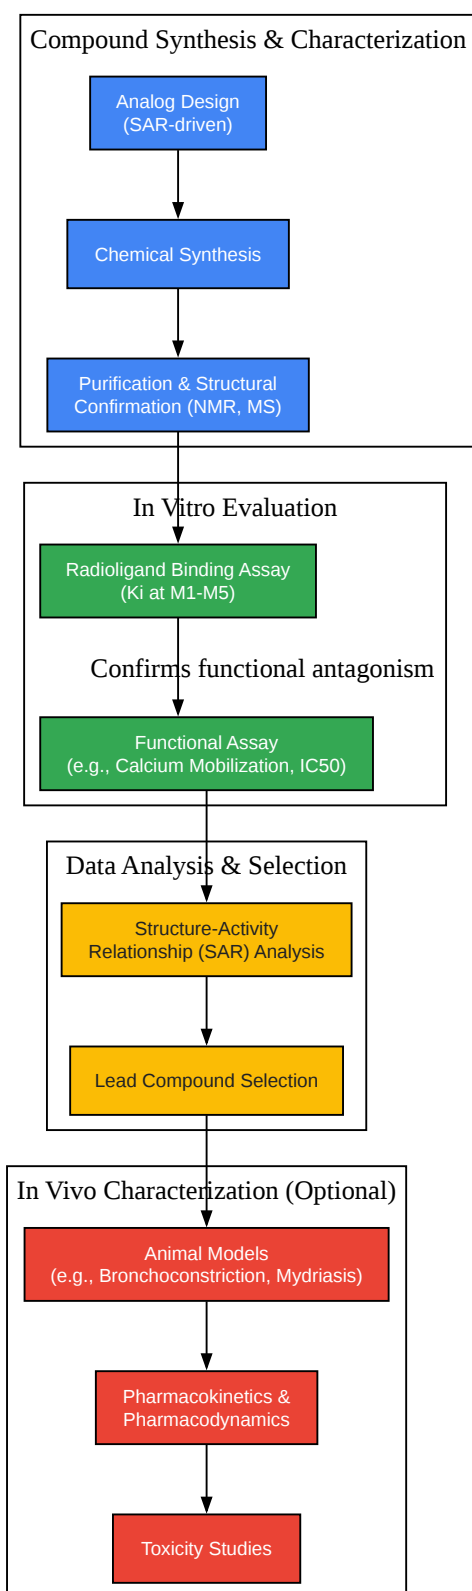 Compound Synthesis & Characterization
Analog Design
(SAR-driven)
Chemical Synthesis
Purification & Structural
Confirmation (NMR, MS)
In Vitro Evaluation
Radioligand Binding Assay
(Ki at M1-M5)
Confirms functional antagonism
Functional Assay
(e.g., Calcium Mobilization, IC50)
Data Analysis & Selection
Structure-Activity
Relationship (SAR) Analysis
Lead Compound Selection
In Vivo Characterization (Optional)
Animal Models
(e.g., Bronchoconstriction, Mydriasis)
Pharmacokinetics &
Pharmacodynamics
Toxicity Studies